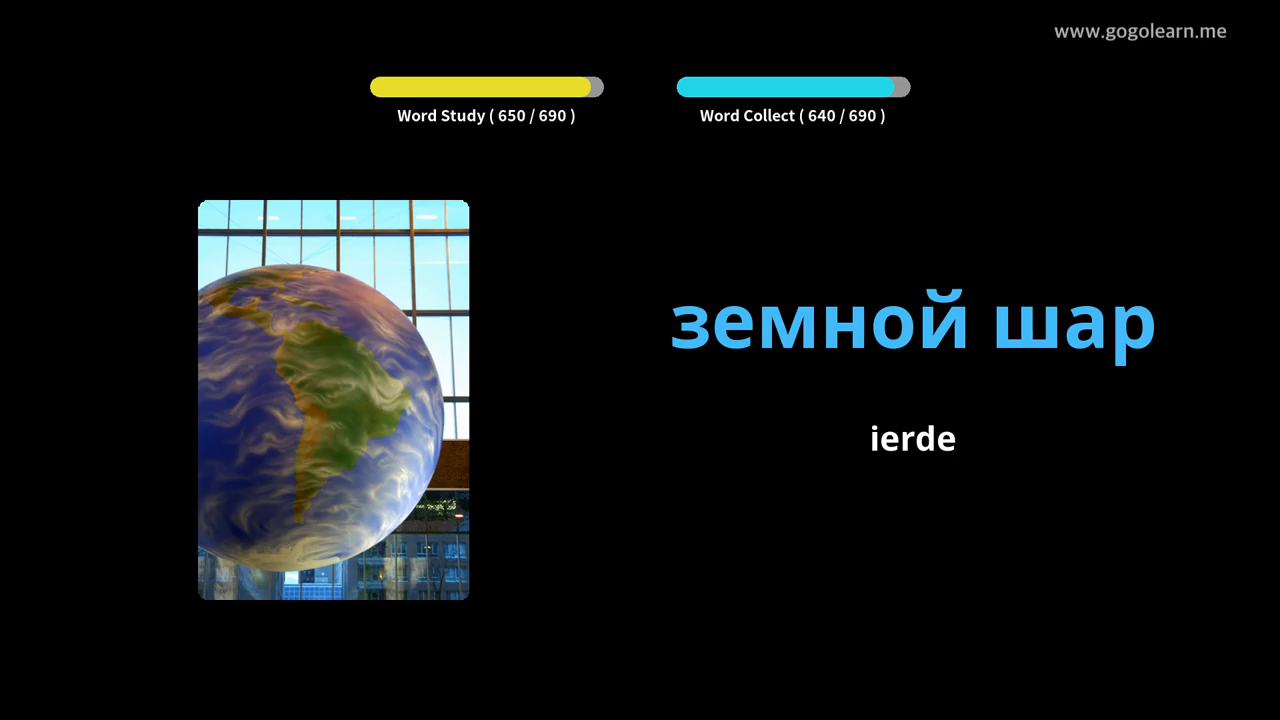 www.gogolearn.me
Word Study ( 650 / 690 )
Word Collect ( 640 / 690 )
земной шар
ierde